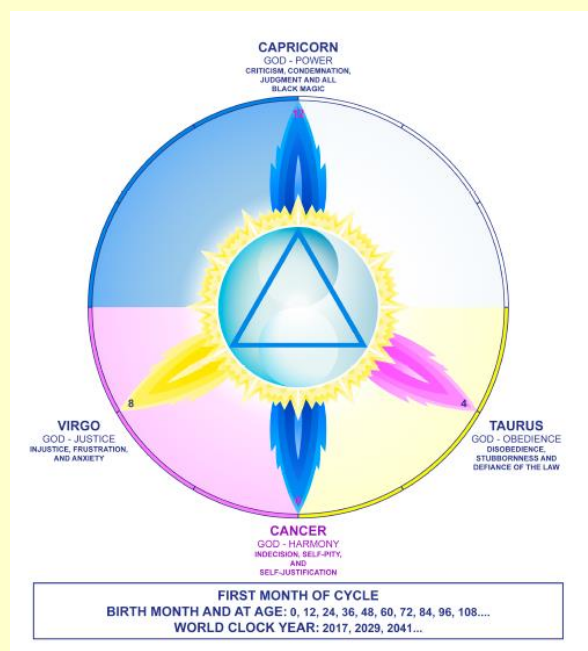 CAPRICORN
GOD - POWER
CRITICISM, CONDEMNATION,
JUDGMENT AND ALL
BLACK MAGIC
12
8
4
VIRGO
GOD - JUSTICE
INJUSTICE, FRUSTRATION,
AND ANXIETY
TAURUS
GOD - OBEDIENCE
DISOBEDIENCE,
STUBBORNNESS AND
DEFIANCE OF THE LAW
6
CANCER
GOD - HARMONY
INDECISION, SELF-PITY,
AND
SELF-JUSTIFICATION
FIRST MONTH OF CYCLE
BIRTH MONTH AND AT AGE: 0, 12, 24, 36, 48, 60, 72, 84, 96, 108....
WORLD CLOCK YEAR: 2017, 2029, 2041...